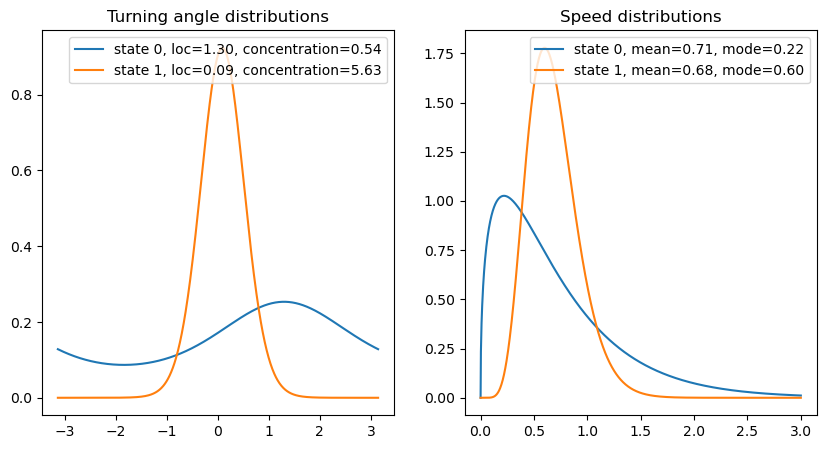 Turning angle distributions
state 0, loc=1.30, concentration=0.54
state 1, loc=0.09, concentration=5.63
0.8
0.6
0.4
0.2
0.0
−3 −2 −1 0 1 2 3
Speed distributions
state 0, mean=0.71, mode=0.22
state 1, mean=0.68, mode=0.60
1.75
1.50
1.25
1.00
0.75
0.50
0.25
0.00
0.0 0.5 1.0 1.5 2.0 2.5 3.0